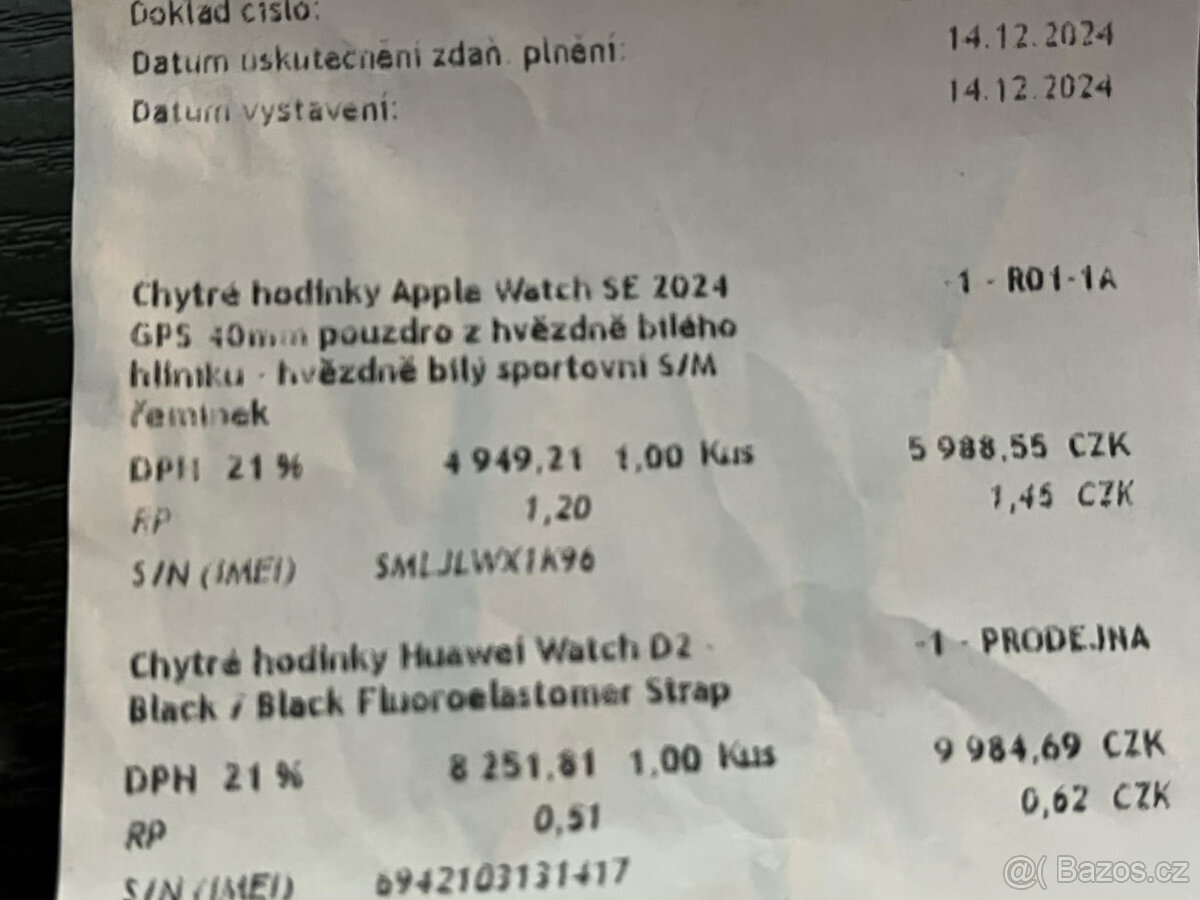 Doklad číslo:
Datum uskutečnění zdaň. plnění: 14.12.2024
Datum vystavení: 14.12.2024
Chytré hodinky Apple Watch SE 2024 -1 - R01-1A
GPS 40mm pouzdro z hvězdně bílého
hliníku - hvězdně bílý sportovní S/M
řemínek
DPH 21 % 4 949,21 1,00 Kus 5 988,55 CZK
RP 1,20 1,45 CZK
S/N (IMEI) SMLJLWX1K96
Chytré hodinky Huawei Watch D2 - -1 - PRODEJNA
Black / Black Fluoroelastomer Strap
DPH 21 % 8 251,81 1,00 Kus 9 984,69 CZK
RP 0,51 0,62 CZK
S/N (IMEI) 6942103131417
@( Bazos.cz